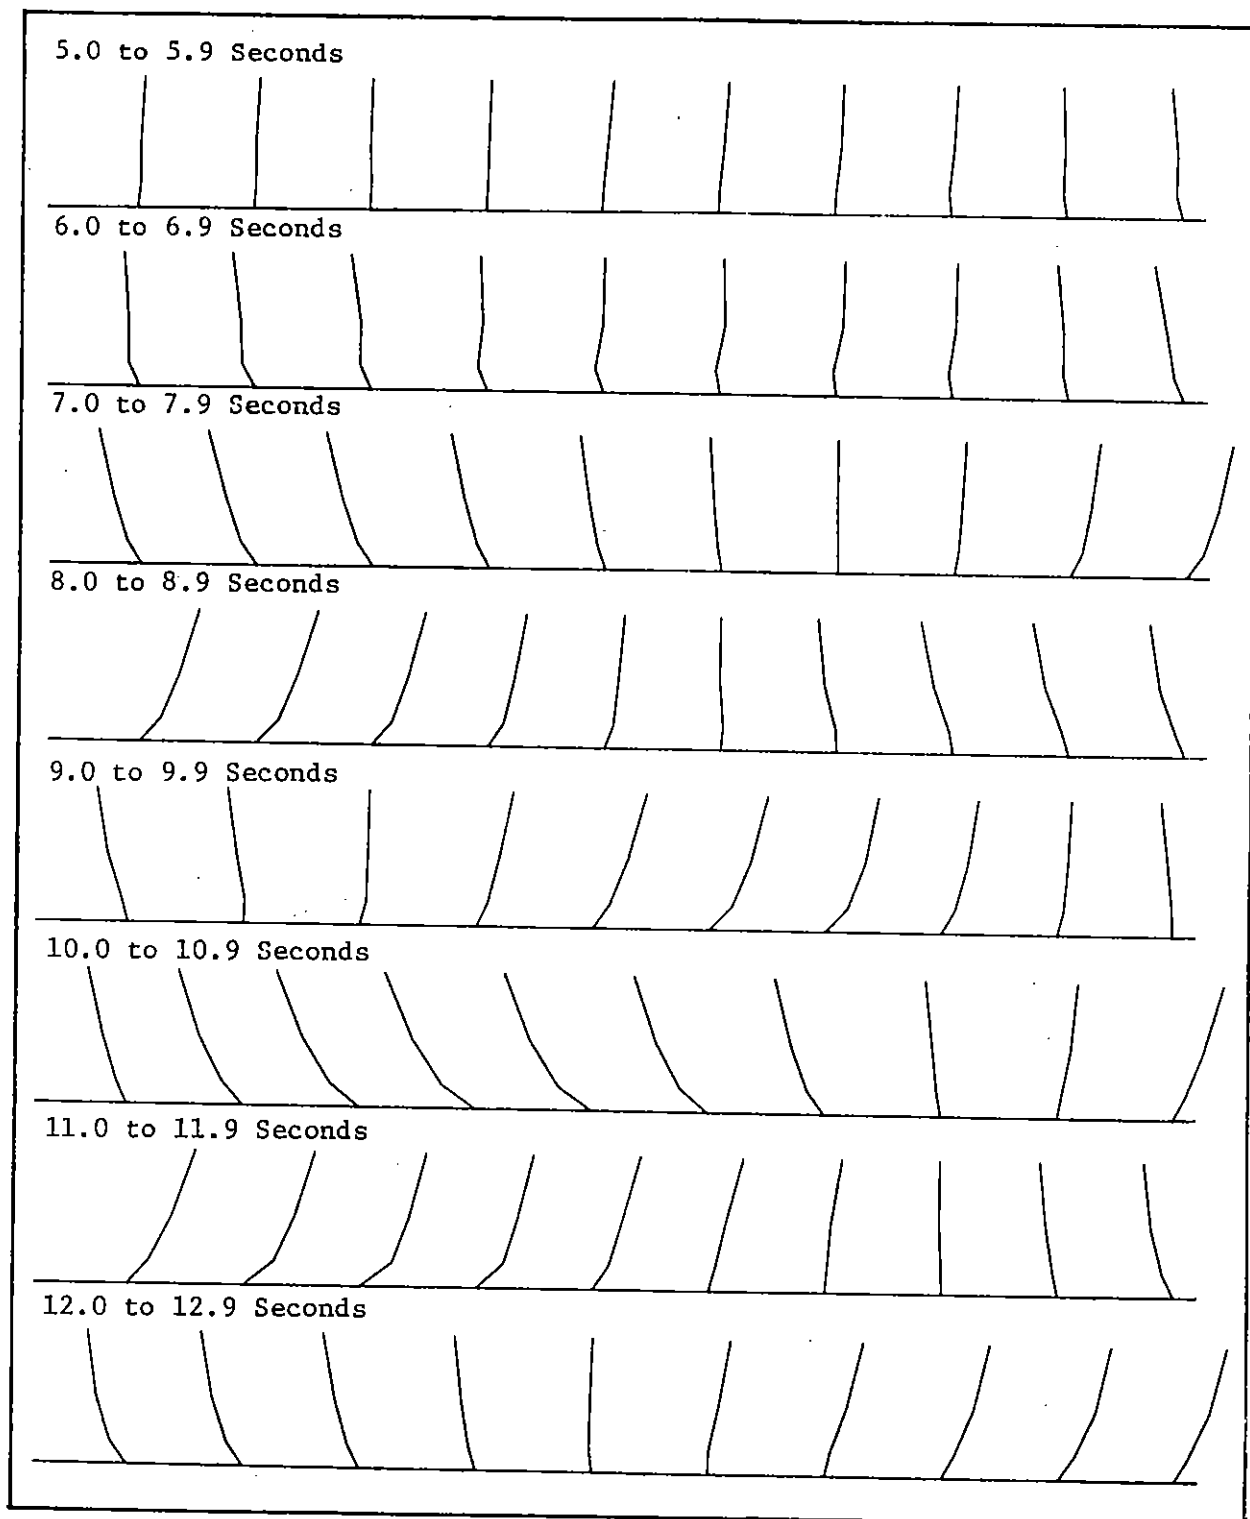 5.0 to 5.9 Seconds
6.0 to 6.9 Seconds
7.0 to 7.9 Seconds
8.0 to 8.9 Seconds
9.0 to 9.9 Seconds
10.0 to 10.9 Seconds
11.0 to 11.9 Seconds
12.0 to 12.9 Seconds